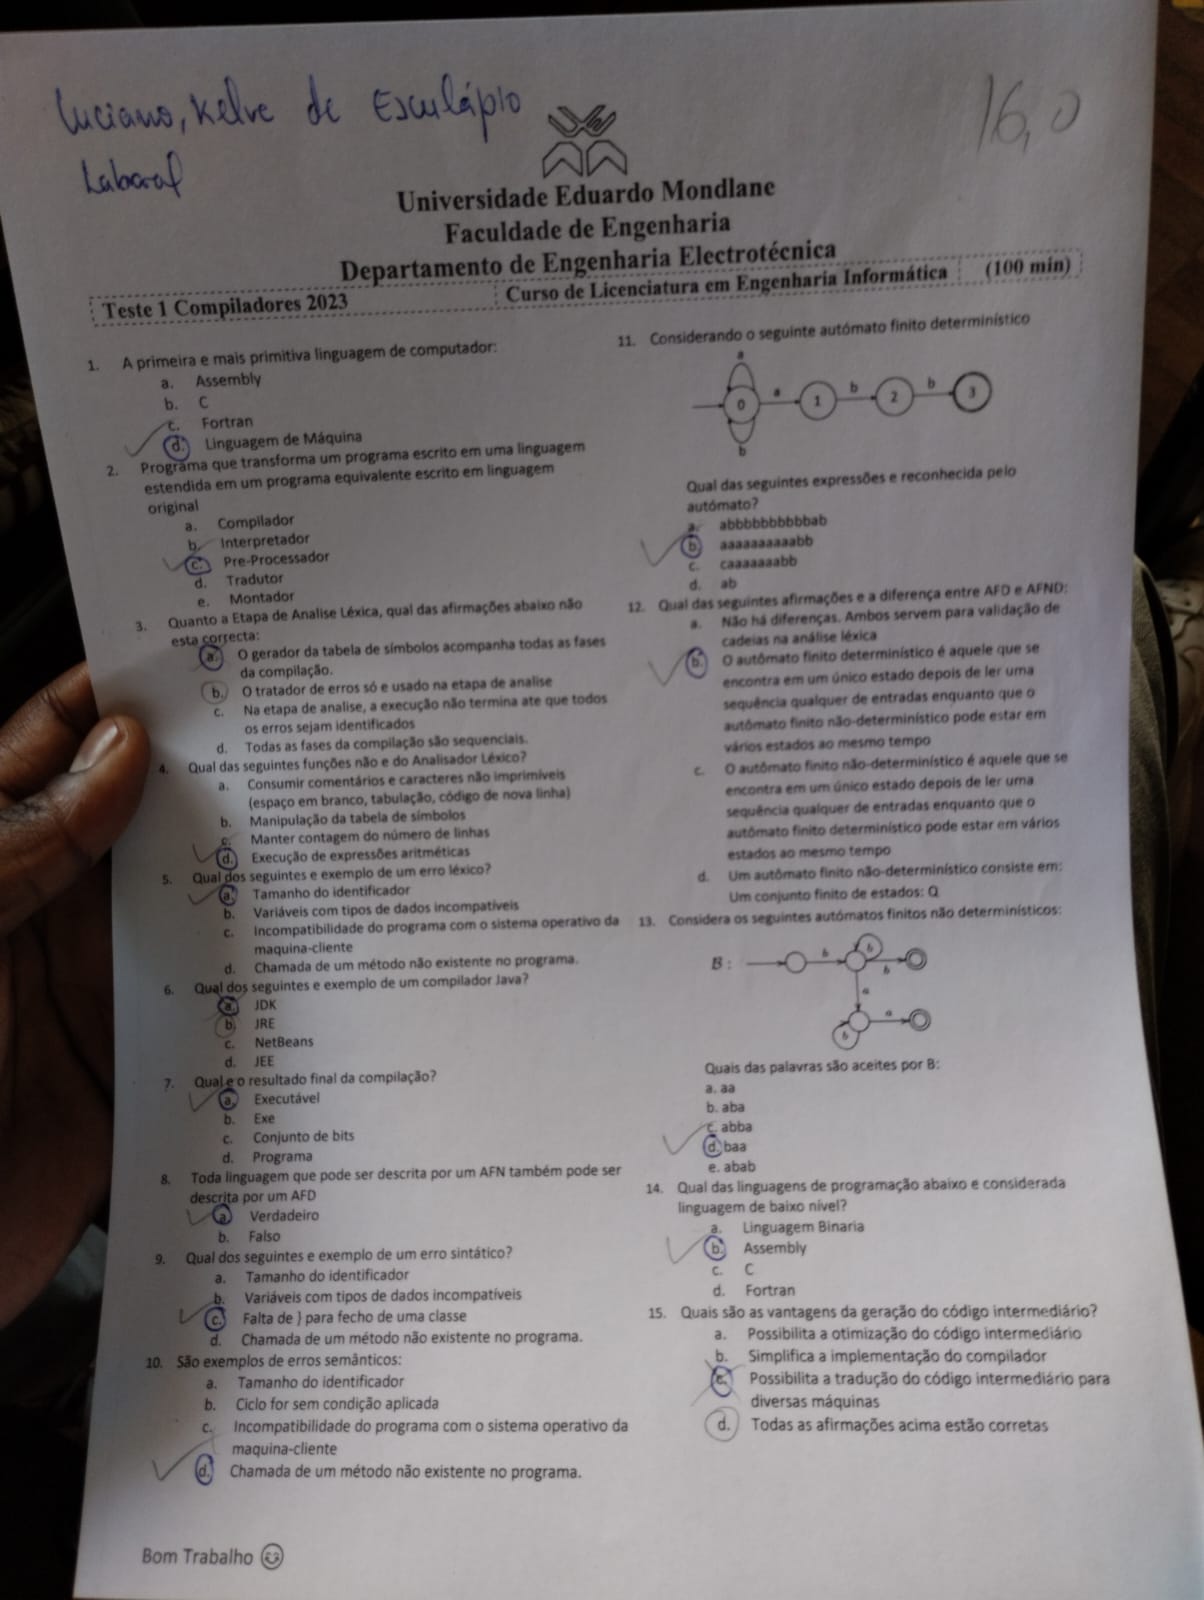 Luciano, Kelve de Esculápio
Laboral
16,0
Universidade Eduardo Mondlane
Faculdade de Engenharia
Departamento de Engenharia Electrotécnica
Teste 1 Compiladores 2023 Curso de Licenciatura em Engenharia Informática (100 min)
1. A primeira e mais primitiva linguagem de computador:
a. Assembly
b. C
c. Fortran
d. Linguagem de Máquina
2. Programa que transforma um programa escrito em uma linguagem
estendida em um programa equivalente escrito em linguagem
original
a. Compilador
b. Interpretador
c. Pre-Processador
d. Tradutor
e. Montador
3. Quanto a Etapa de Analise Léxica, qual das afirmações abaixo não
esta correcta:
a. O gerador da tabela de símbolos acompanha todas as fases
da compilação.
b. O tratador de erros só e usado na etapa de analise
c. Na etapa de analise, a execução não termina ate que todos
os erros sejam identificados
d. Todas as fases da compilação são sequenciais.
4. Qual das seguintes funções não e do Analisador Léxico?
a. Consumir comentários e caracteres não imprimíveis
(espaço em branco, tabulação, código de nova linha)
b. Manipulação da tabela de símbolos
c. Manter contagem do número de linhas
d. Execução de expressões aritméticas
5. Qual dos seguintes e exemplo de um erro léxico?
a. Tamanho do identificador
b. Variáveis com tipos de dados incompatíveis
c. Incompatibilidade do programa com o sistema operativo da
maquina-cliente
d. Chamada de um método não existente no programa.
6. Qual dos seguintes e exemplo de um compilador Java?
a. JDK
b. JRE
c. NetBeans
d. JEE
7. Qual e o resultado final da compilação?
a. Executável
b. Exe
c. Conjunto de bits
d. Programa
8. Toda linguagem que pode ser descrita por um AFN também pode ser
descrita por um AFD
a. Verdadeiro
b. Falso
9. Qual dos seguintes e exemplo de um erro sintático?
a. Tamanho do identificador
b. Variáveis com tipos de dados incompatíveis
c. Falta de } para fecho de uma classe
d. Chamada de um método não existente no programa.
10. São exemplos de erros semânticos:
a. Tamanho do identificador
b. Ciclo for sem condição aplicada
c. Incompatibilidade do programa com o sistema operativo da
maquina-cliente
d. Chamada de um método não existente no programa.
Bom Trabalho
11. Considerando o seguinte autómato finito determinístico
a
0 a 1 b 2 b 3
b
Qual das seguintes expressões e reconhecida pelo
autómato?
a. abbbbbbbbbbab
b. aaaaaaaaaabb
c. caaaaaaabb
d. ab
12. Qual das seguintes afirmações e a diferença entre AFD e AFND:
a. Não há diferenças. Ambos servem para validação de
cadeias na análise léxica
b. O autômato finito determinístico é aquele que se
encontra em um único estado depois de ler uma
sequência qualquer de entradas enquanto que o
autômato finito não-determinístico pode estar em
vários estados ao mesmo tempo
c. O autômato finito não-determinístico é aquele que se
encontra em um único estado depois de ler uma
sequência qualquer de entradas enquanto que o
autômato finito determinístico pode estar em vários
estados ao mesmo tempo
d. Um autômato finito não-determinístico consiste em:
Um conjunto finito de estados: Q
13. Considera os seguintes autómatos finitos não determinísticos:
B : b b b
a
a
b
Quais das palavras são aceites por B:
a. aa
b. aba
c. abba
d. baa
e. abab
14. Qual das linguagens de programação abaixo e considerada
linguagem de baixo nível?
a. Linguagem Binaria
b. Assembly
c. C
d. Fortran
15. Quais são as vantagens da geração do código intermediário?
a. Possibilita a otimização do código intermediário
b. Simplifica a implementação do compilador
c. Possibilita a tradução do código intermediário para
diversas máquinas
d. Todas as afirmações acima estão corretas